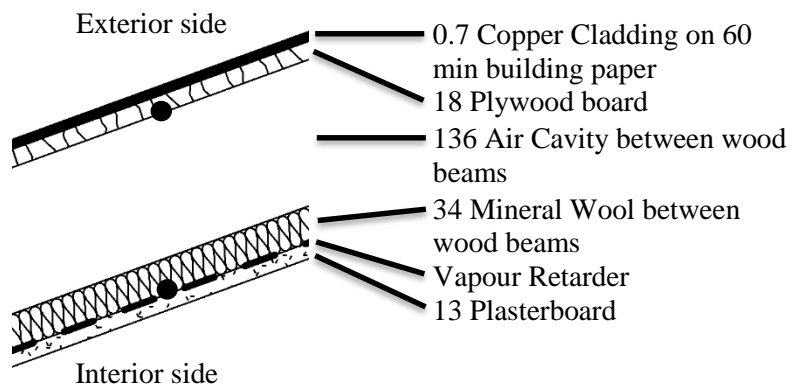 Exterior side
0.7 Copper Cladding on 60
min building paper
18 Plywood board
136 Air Cavity between wood
beams
34 Mineral Wool between
wood beams
Vapour Retarder
13 Plasterboard
Interior side